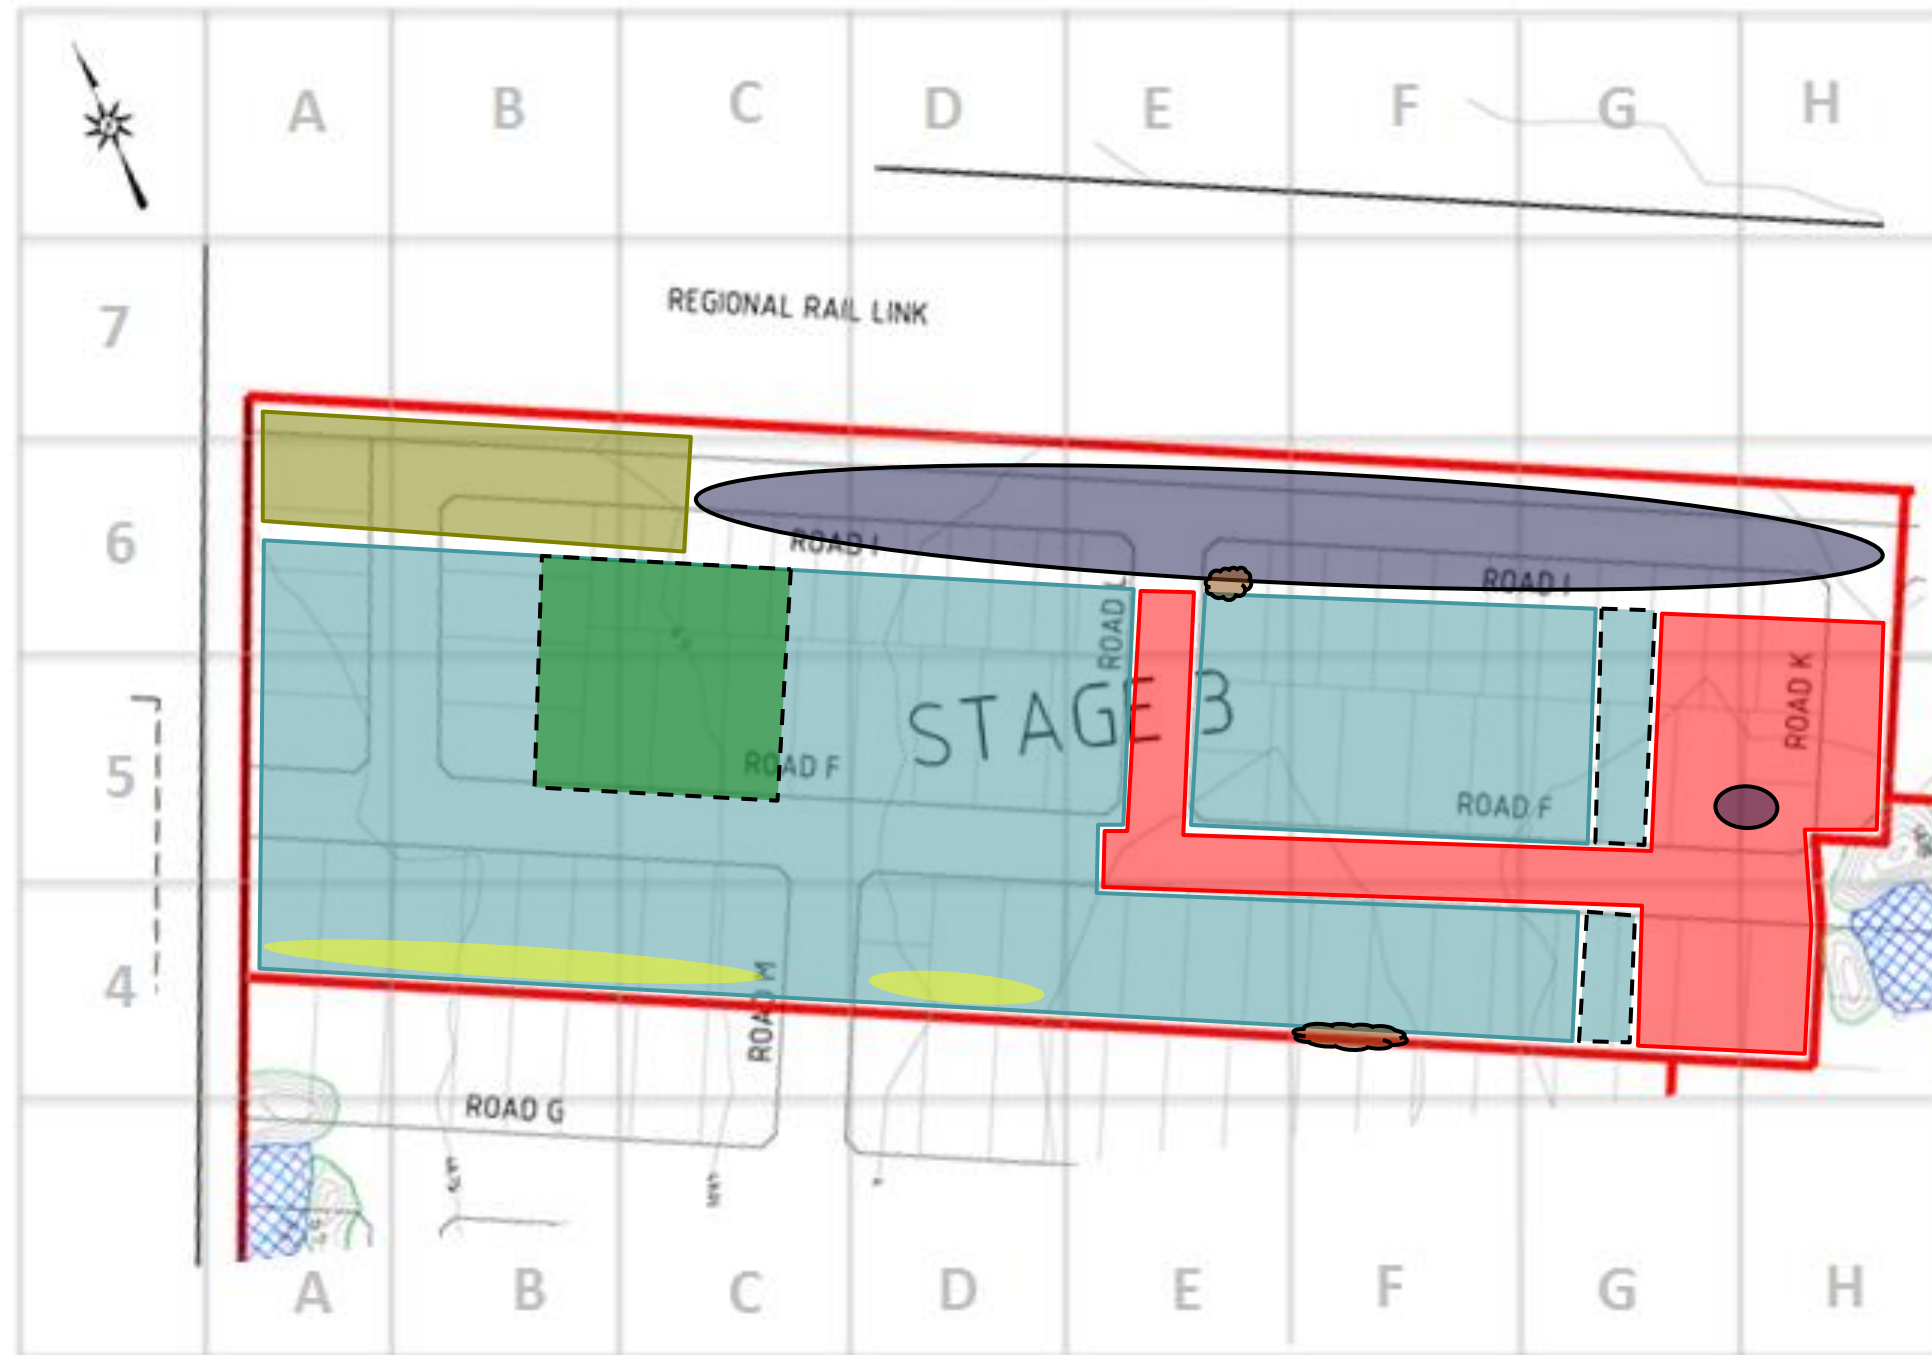 A B C D E F G H
7
REGIONAL RAIL LINK
6
ROAD I
ROAD I
ROAD
STAGE 3
ROAD K
5
ROAD F
ROAD F
4
ROAD M
ROAD G
A B C D E F G H